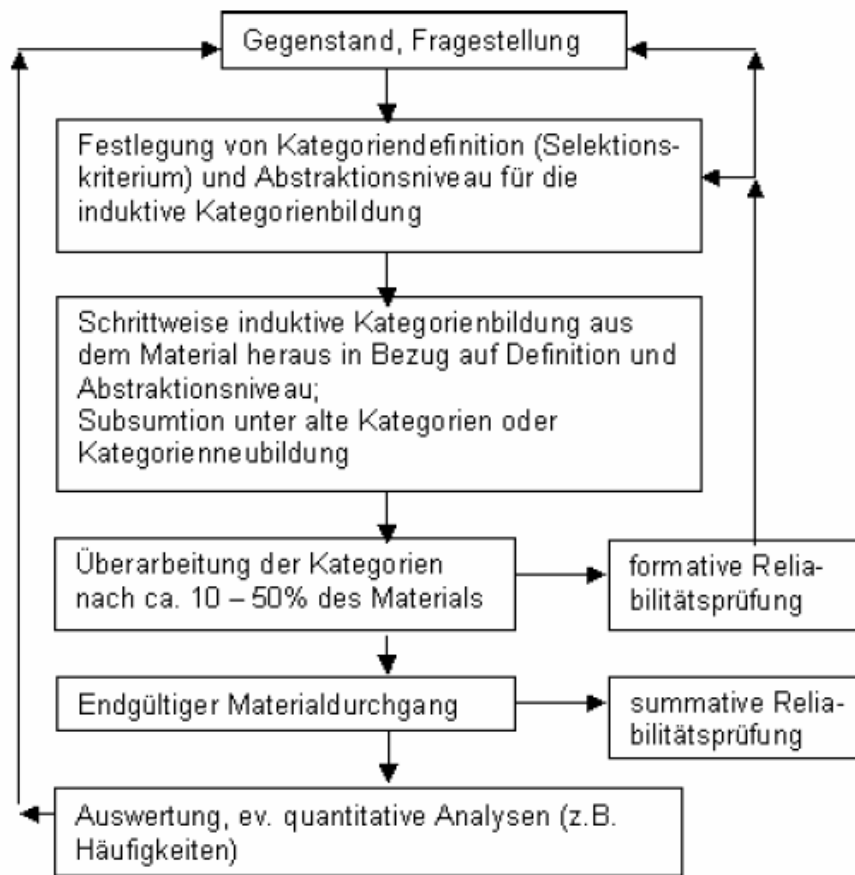 Gegenstand, Fragestellung
Festlegung von Kategoriendefinition (Selektions-
kriterium) und Abstraktionsniveau für die
induktive Kategorienbildung
Schrittweise induktive Kategorienbildung aus
dem Material heraus in Bezug auf Definition und
Abstraktionsniveau;
Subsumtion unter alte Kategorien oder
Kategorienneubildung
Überarbeitung der Kategorien
nach ca. 10 – 50% des Materials
formative Relia-
bilitätsprüfung
Endgültiger Materialdurchgang
summative Relia-
bilitätsprüfung
Auswertung, ev. quantitative Analysen (z.B.
Häufigkeiten)